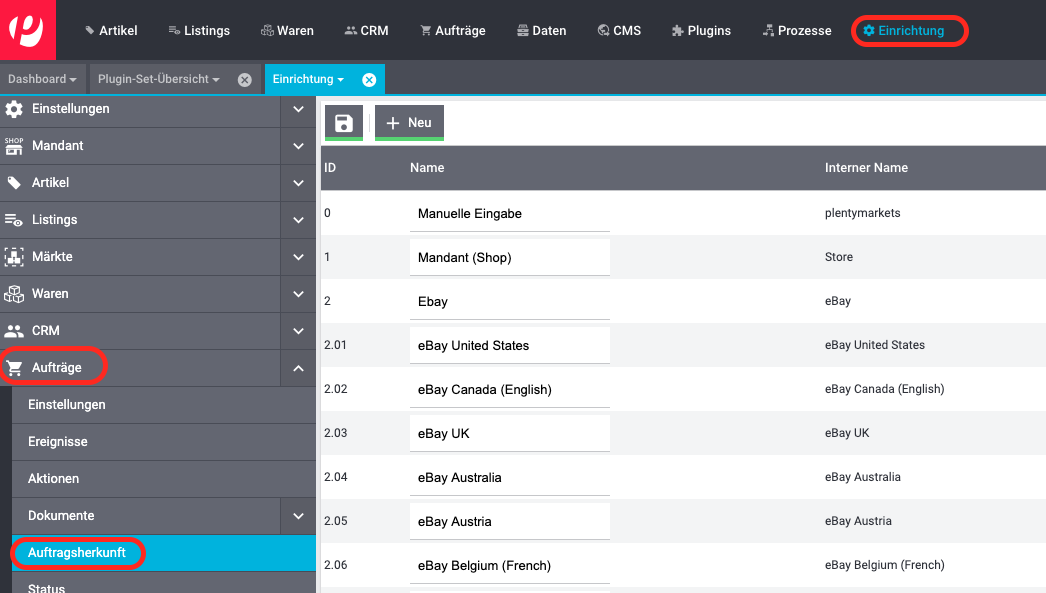 Artikel Listings Waren CRM Aufträge Daten CMS Plugins Prozesse Einrichtung
Dashboard Plugin-Set-Übersicht Einrichtung
Einstellungen
SHOP Mandant
Artikel
Listings
Märkte
Waren
CRM
Aufträge
Einstellungen
Ereignisse
Aktionen
Dokumente
Auftragsherkunft
Status
Neu
ID Name Interner Name
0 Manuelle Eingabe plentymarkets
1 Mandant (Shop) Store
2 Ebay eBay
2.01 eBay United States eBay United States
2.02 eBay Canada (English) eBay Canada (English)
2.03 eBay UK eBay UK
2.04 eBay Australia eBay Australia
2.05 eBay Austria eBay Austria
2.06 eBay Belgium (French) eBay Belgium (French)